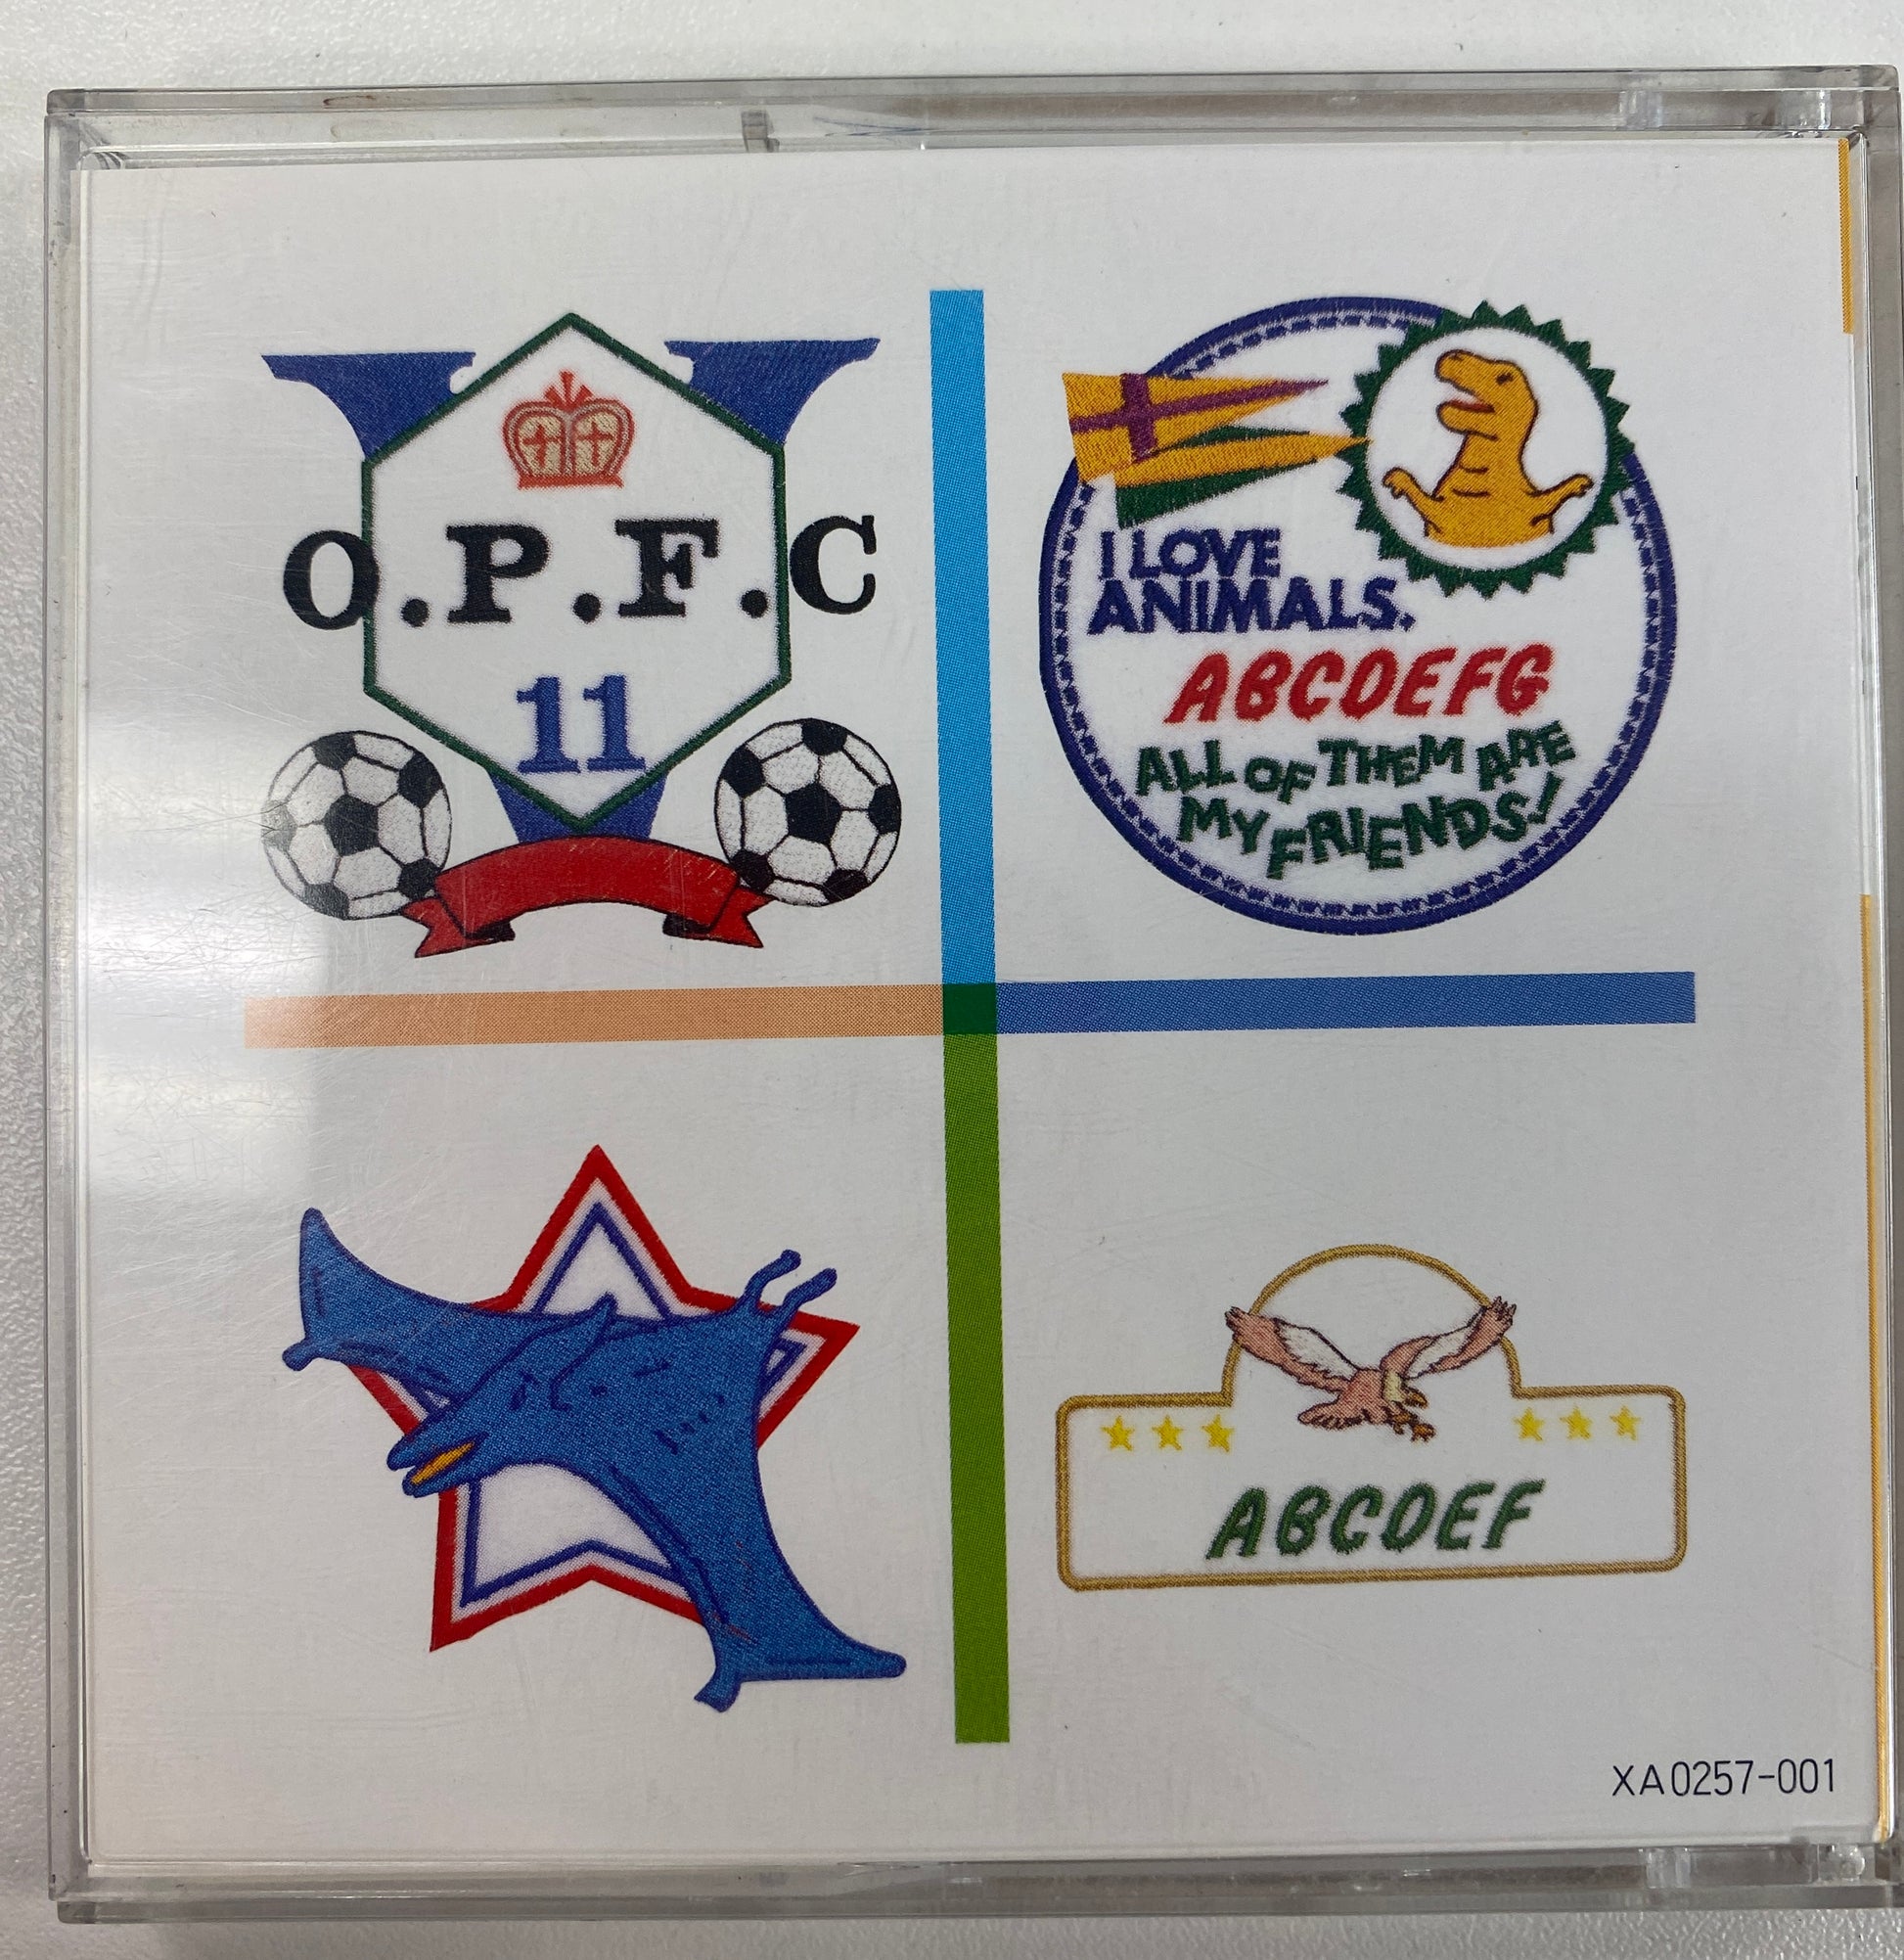 O.P.F.C
11
I LOVE
ANIMALS.
ABCDEFG
ALL OF THEM ARE
MY FRIENDS!
ABCDEF
XA0257-001